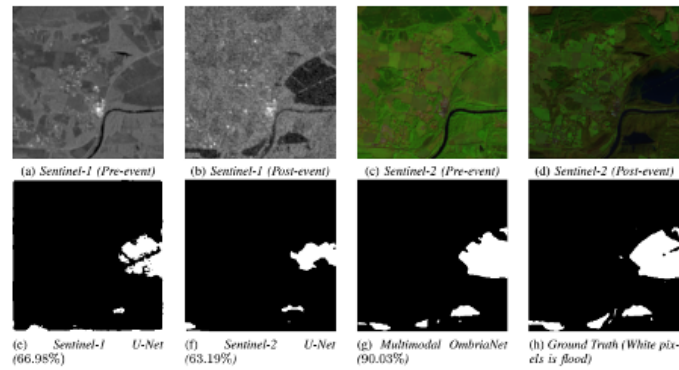 (a) Sentinel-1 (Pre-event)
(b) Sentinel-1 (Post-event)
(c) Sentinel-2 (Pre-event)
(d) Sentinel-2 (Post-event)
(e) Sentinel-1 U-Net
(66.98%)
(f) Sentinel-2 U-Net
(63.19%)
(g) Multimodal OmbriaNet
(90.03%)
(h) Ground Truth (White pix-
els is flood)